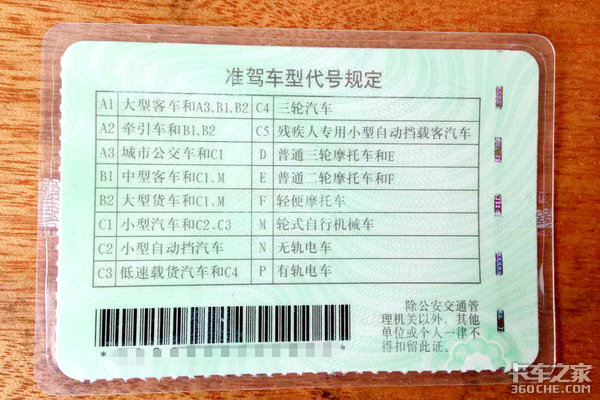 准驾车型代号规定
A1 大型客车和A3、B1、B2 C4 三轮汽车
A2 牵引车和B1、B2 C5 残疾人专用小型自动挡载客汽车
A3 城市公交车和C1 D 普通三轮摩托车和E
B1 中型客车和C1、M E 普通二轮摩托车和F
B2 大型货车和C1、M F 轻便摩托车
C1 小型汽车和C2、C3 M 轮式自行机械车
C2 小型自动挡汽车 N 无轨电车
C3 低速载货汽车和C4 P 有轨电车
除公安交通管
理机关以外，其他
单位或个人一律不
得扣留此证。
* *
卡车之家
360che.com